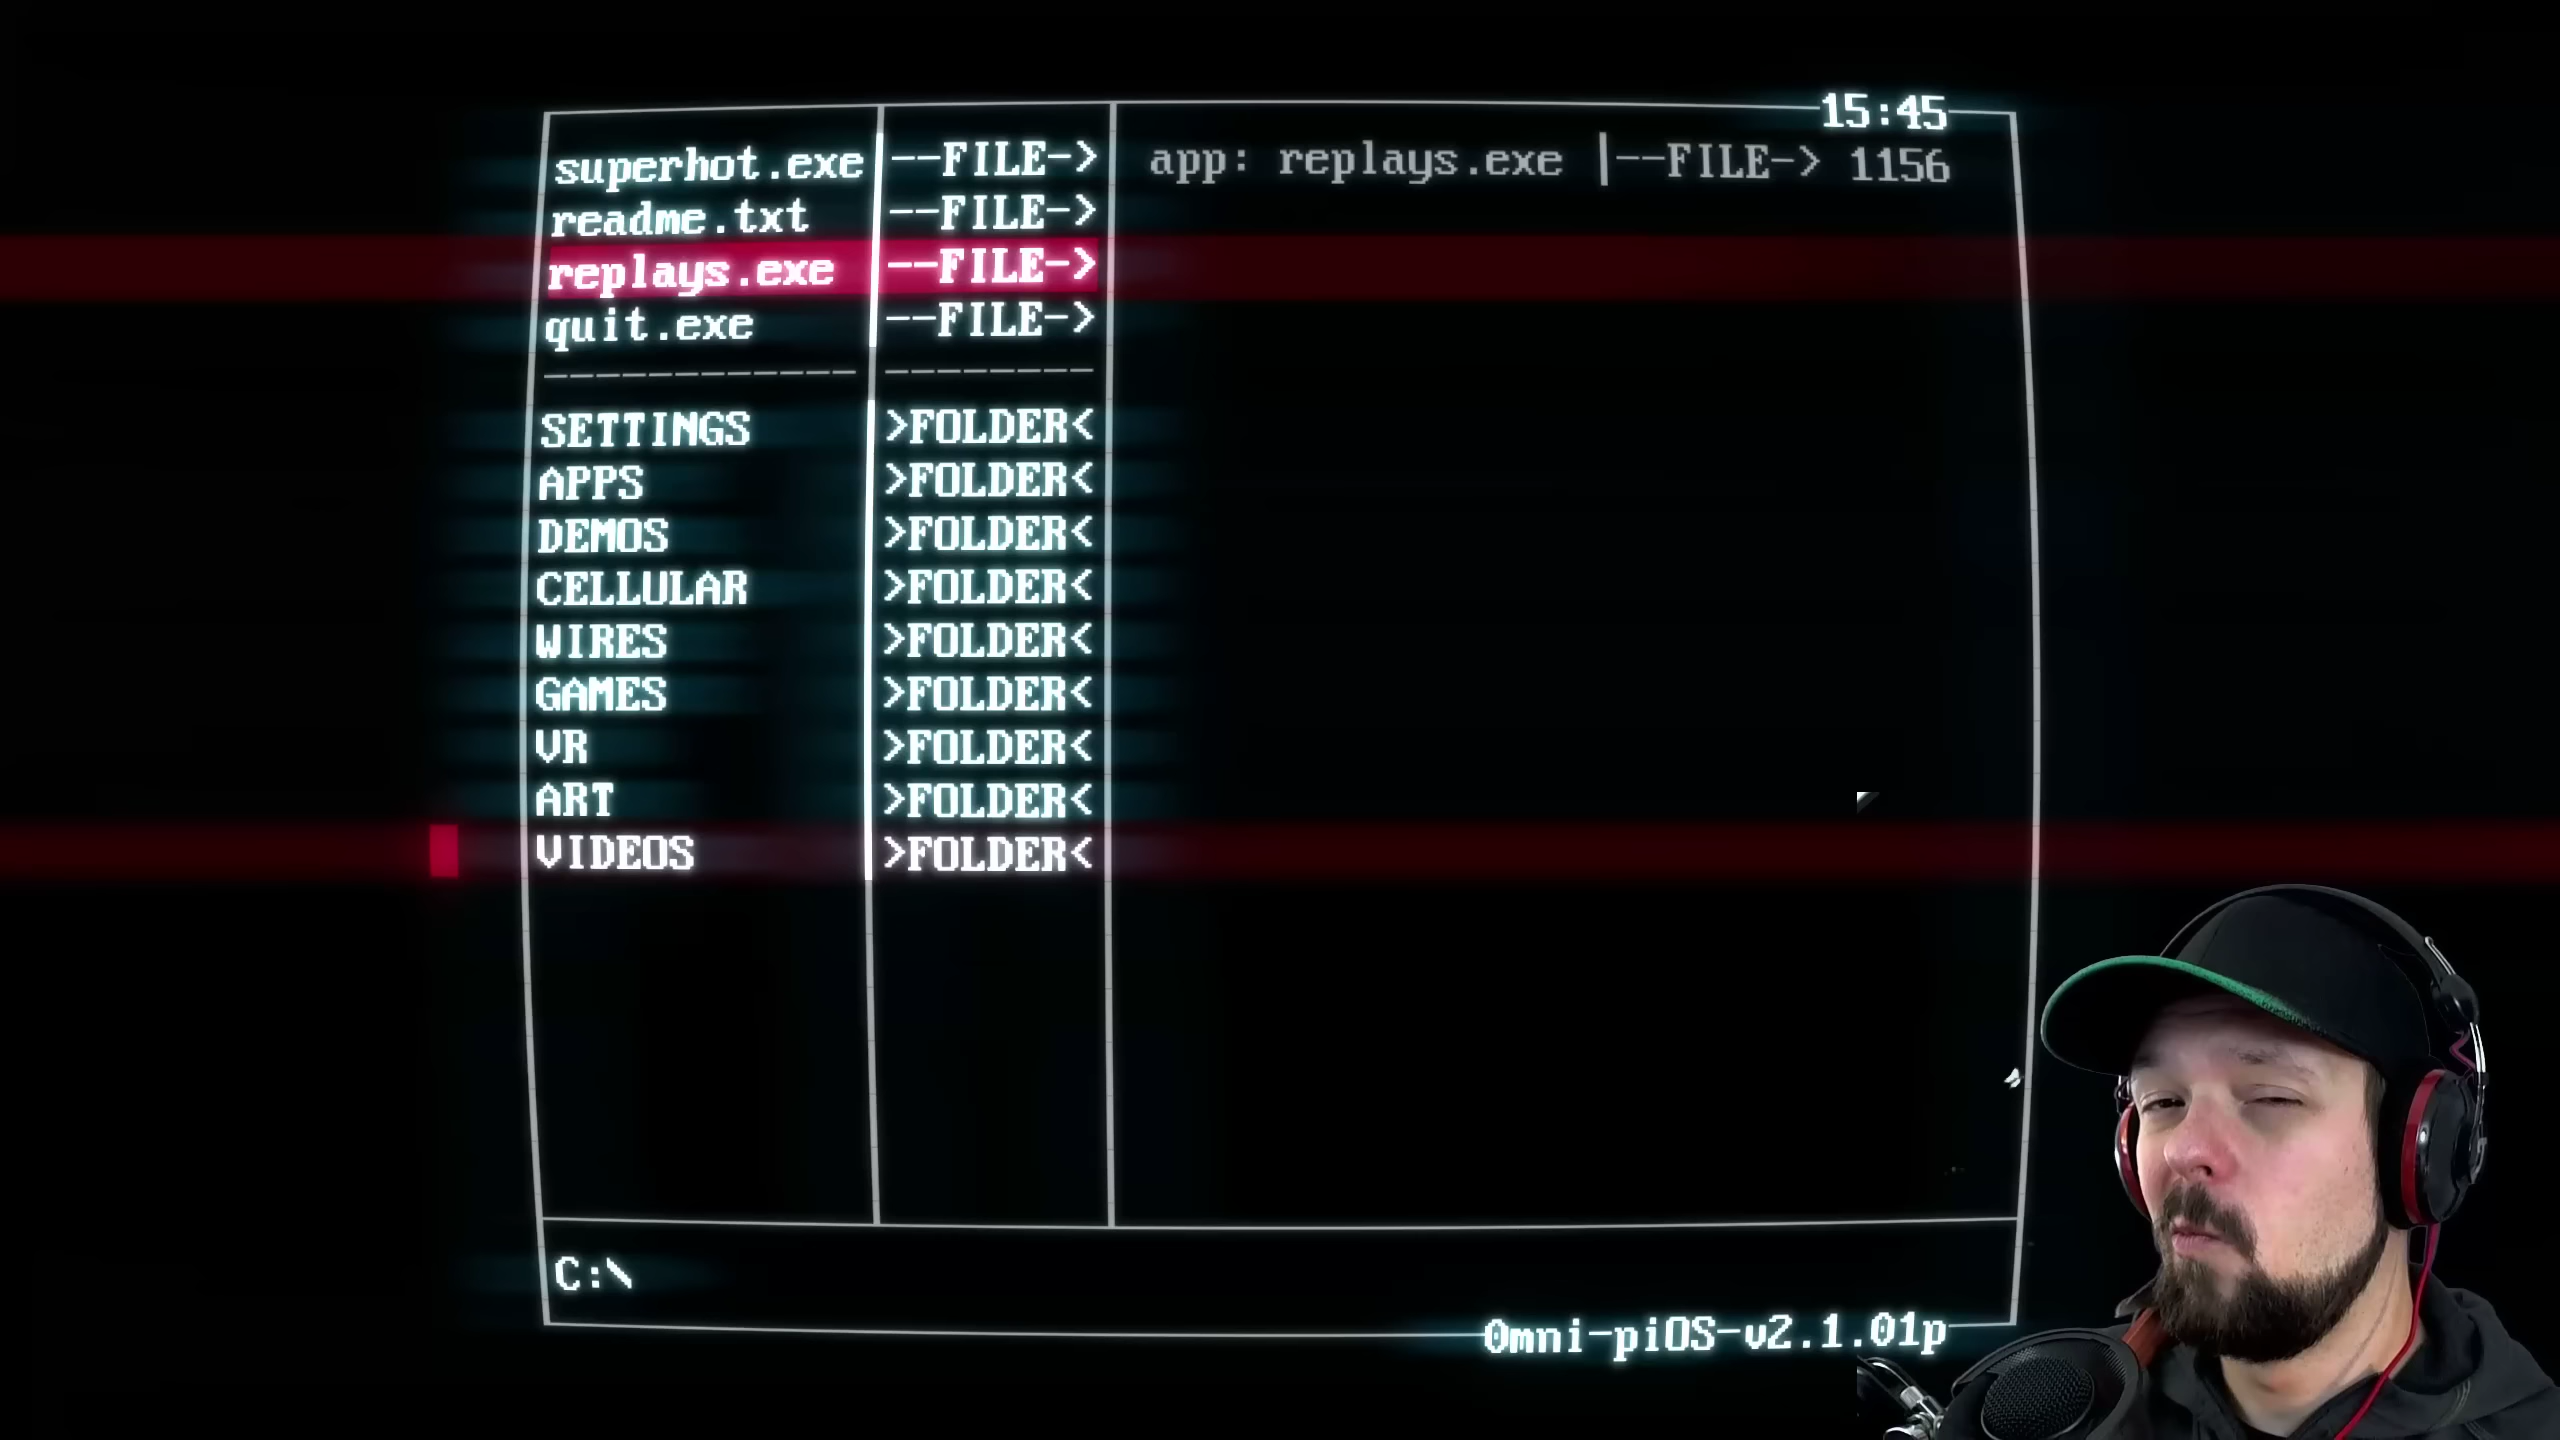 15:45
superhot.exe --FILE-> app: replays.exe |--FILE-> 1156
readme.txt --FILE->
replays.exe --FILE->
quit.exe --FILE->
------------ --------
SETTINGS >FOLDER<
APPS >FOLDER<
DEMOS >FOLDER<
CELLULAR >FOLDER<
WIRES >FOLDER<
GAMES >FOLDER<
VR >FOLDER<
ART >FOLDER<
VIDEOS >FOLDER<
C:\
0mni-piOS-v2.1.01p